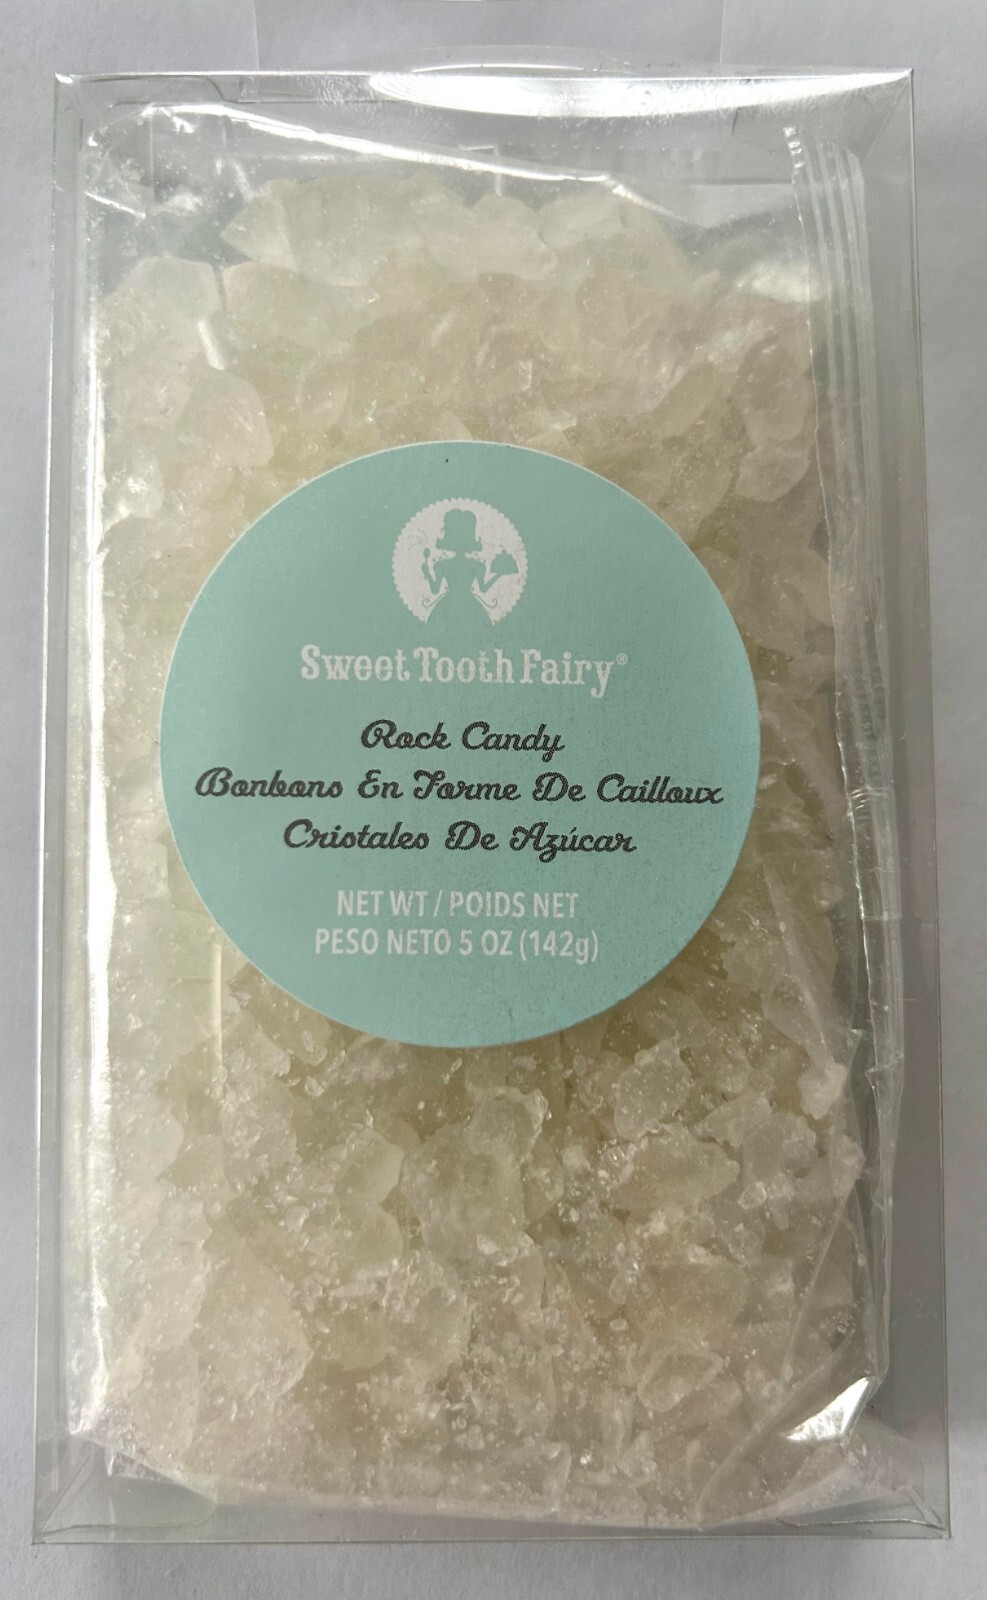 Sweet Tooth Fairy®
Rock Candy
Bonbons En Forme De Cailloux
Cristales De Azúcar
NET WT / POIDS NET
PESO NETO 5 OZ (142g)